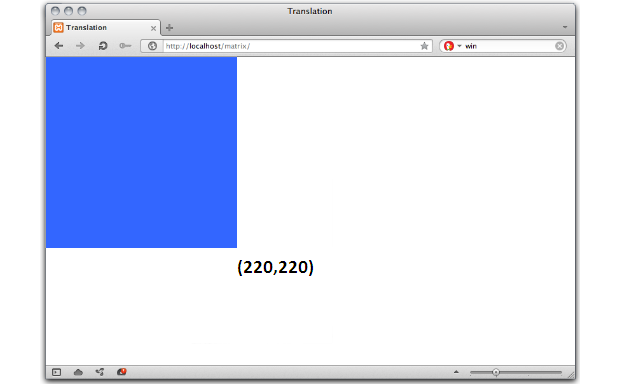 Translation
Translation
http://localhost/matrix/
win
(220,220)